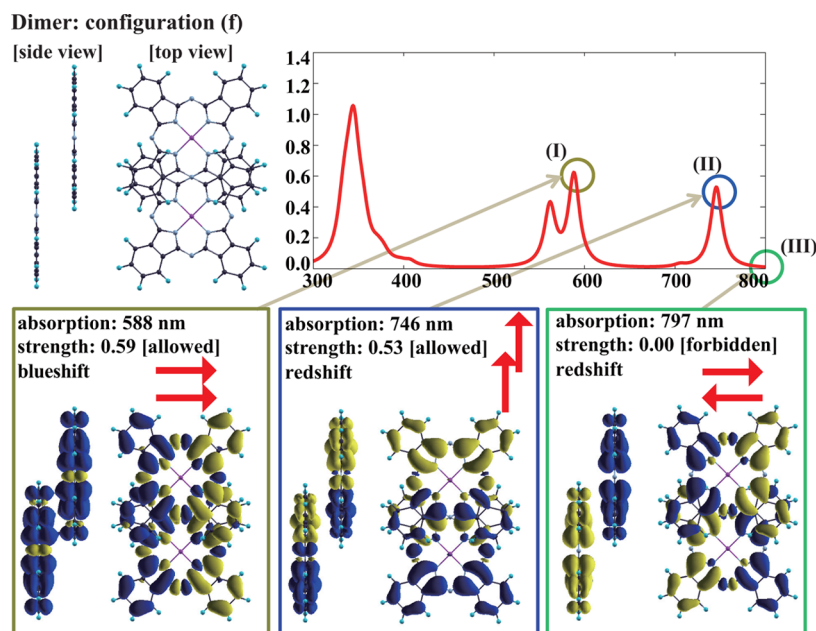 Dimer: configuration (f)
[side view] [top view]
1.4
1.2
1.0
0.8
0.6
0.4
0.2
0.0
300 400 500 600 700 800
(I)
(II)
(III)
absorption: 588 nm
strength: 0.59 [allowed]
blueshift
absorption: 746 nm
strength: 0.53 [allowed]
redshift
absorption: 797 nm
strength: 0.00 [forbidden]
redshift